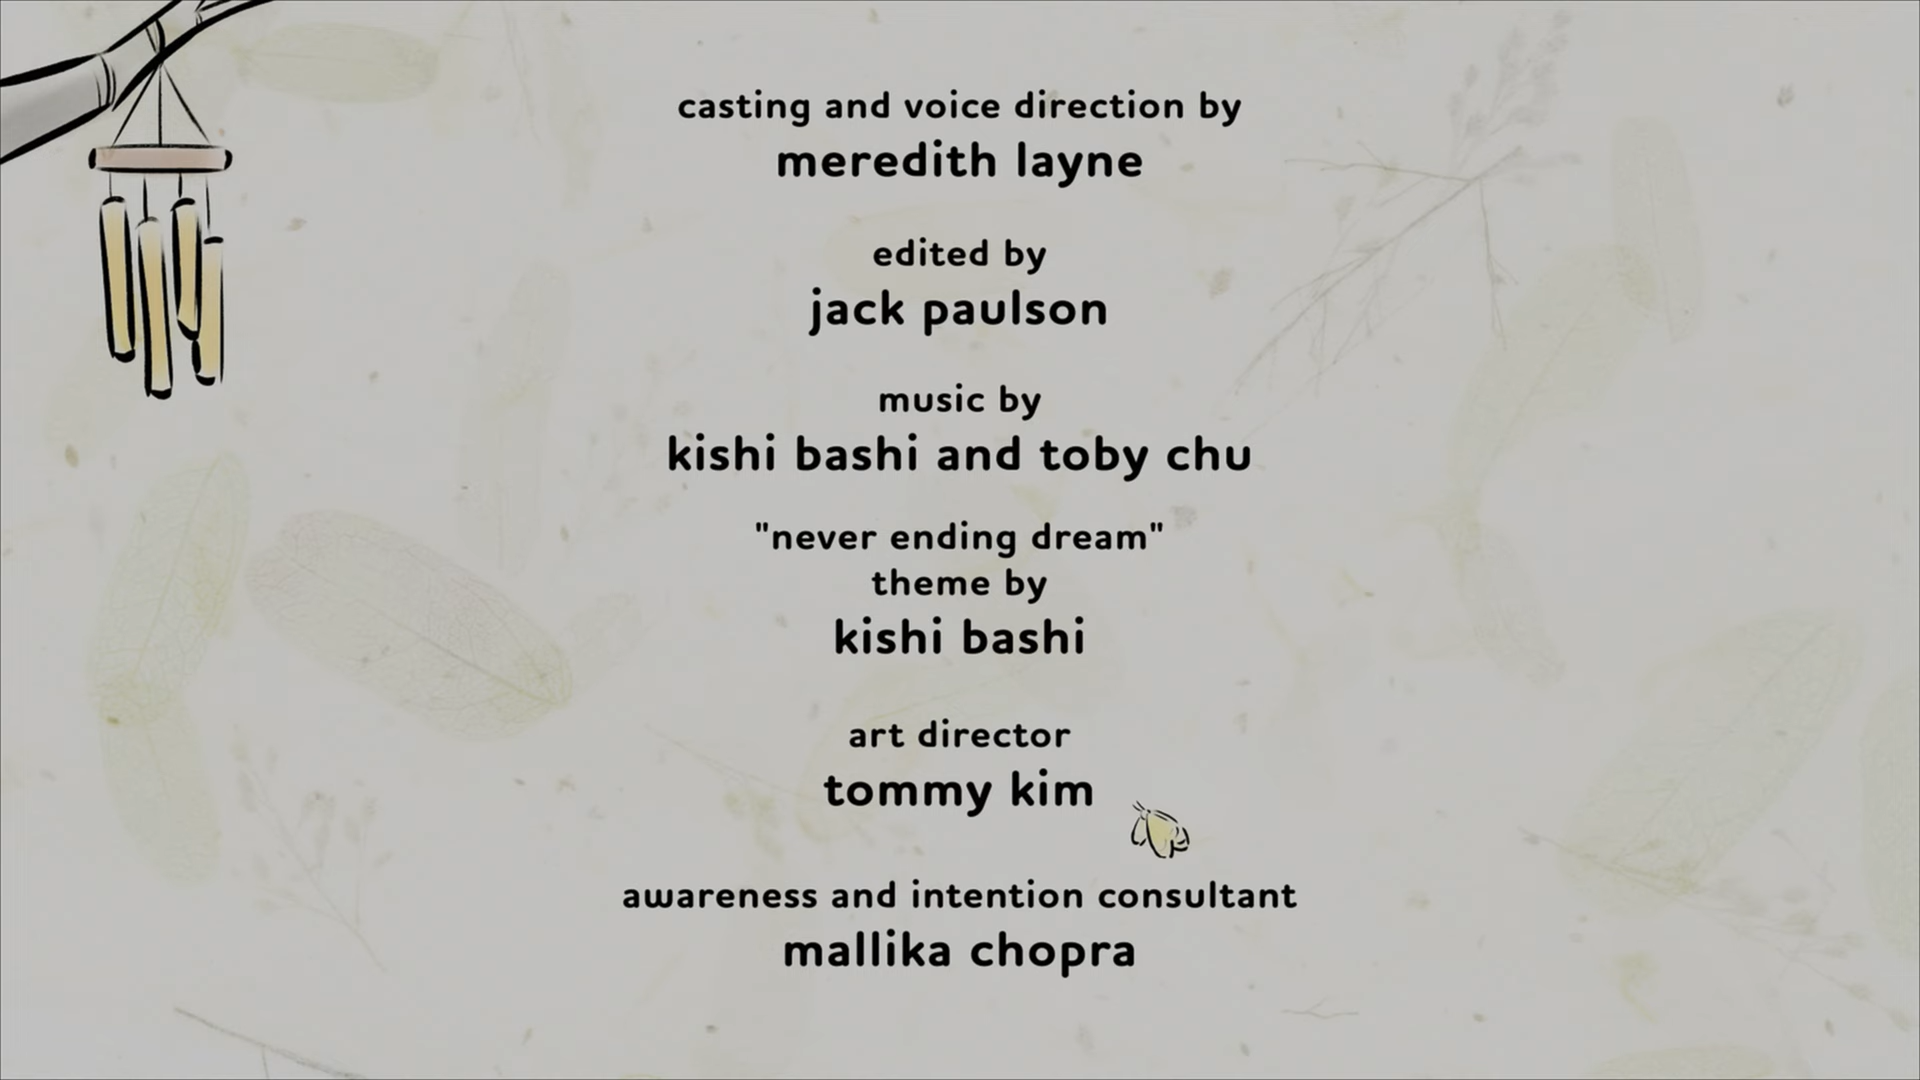 casting and voice direction by
meredith layne
edited by
jack paulson
music by
kishi bashi and toby chu
"never ending dream"
theme by
kishi bashi
art director
tommy kim
awareness and intention consultant
mallika chopra